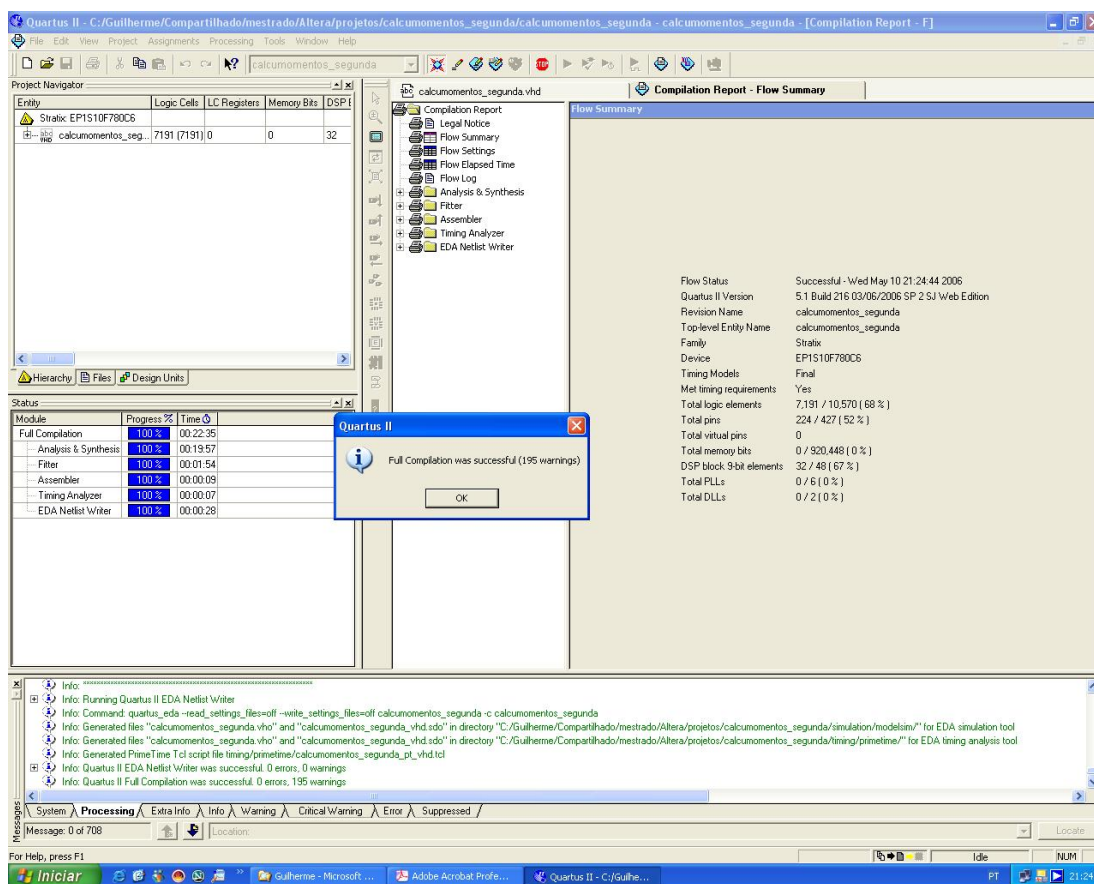 Quartus II - C:/Guilherme/Compartilhado/mestrado/Altera/projetos/calcumomentos_segunda/calcumomentos_segunda - calcumomentos_segunda - [Compilation Report - F]
File Edit View Project Assignments Processing Tools Window Help
calcumomentos_segunda
Project Navigator
Entity Logic Cells LC Registers Memory Bits DSP
Stratix: EP1S10F780C6
calcumomentos_seg... 7191 (7191) 0 0 32
Hierarchy Files Design Units
Status
Module Progress % Time
Full Compilation 100 % 00:22:35
Analysis & Synthesis 100 % 00:19:57
Fitter 100 % 00:01:54
Assembler 100 % 00:00:09
Timing Analyzer 100 % 00:00:07
EDA Netlist Writer 100 % 00:00:28
calcumomentos_segunda.vhd
Compilation Report - Flow Summary
Compilation Report
Legal Notice
Flow Summary
Flow Settings
Flow Elapsed Time
Flow Log
Analysis & Synthesis
Fitter
Assembler
Timing Analyzer
EDA Netlist Writer
Flow Summary
Flow Status Successful - Wed May 10 21:24:44 2006
Quartus II Version 5.1 Build 216 03/06/2006 SP 2 SJ Web Edition
Revision Name calcumomentos_segunda
Top-level Entity Name calcumomentos_segunda
Family Stratix
Device EP1S10F780C6
Timing Models Final
Met timing requirements Yes
Total logic elements 7,191 / 10,570 ( 68 % )
Total pins 224 / 427 ( 52 % )
Total virtual pins 0
Total memory bits 0 / 920,448 ( 0 % )
DSP block 9-bit elements 32 / 48 ( 67 % )
Total PLLs 0 / 6 ( 0 % )
Total DLLs 0 / 2 ( 0 % )
Quartus II
Full Compilation was successful (195 warnings)
OK
Info:
Info: Running Quartus II EDA Netlist Writer
Info: Command: quartus_eda --read_settings_files=off --write_settings_files=off calcumomentos_segunda -c calcumomentos_segunda
Info: Generated files "calcumomentos_segunda.vho" and "calcumomentos_segunda_vhd.sdo" in directory "C:/Guilherme/Compartilhado/mestrado/Altera/projetos/calcumomentos_segunda/simulation/modelsim/" for EDA simulation tool
Info: Generated files "calcumomentos_segunda.vho" and "calcumomentos_segunda_vhd.sdo" in directory "C:/Guilherme/Compartilhado/mestrado/Altera/projetos/calcumomentos_segunda/timing/primetime/" for EDA timing analysis tool
Info: Generated PrimeTime Tcl script file timing/primetime/calcumomentos_segunda_pt_vhd.tcl
Info: Quartus II EDA Netlist Writer was successful. 0 errors, 0 warnings
Info: Quartus II Full Compilation was successful. 0 errors, 195 warnings
System Processing Extra Info Info Warning Critical Warning Error Suppressed
Messages
Message: 0 of 708 Location: Locate
For Help, press F1 Idle NUM
Iniciar Guilherme - Microsoft ... Adobe Acrobat Profe... Quartus II - C:/Guilhe... PT 21:24